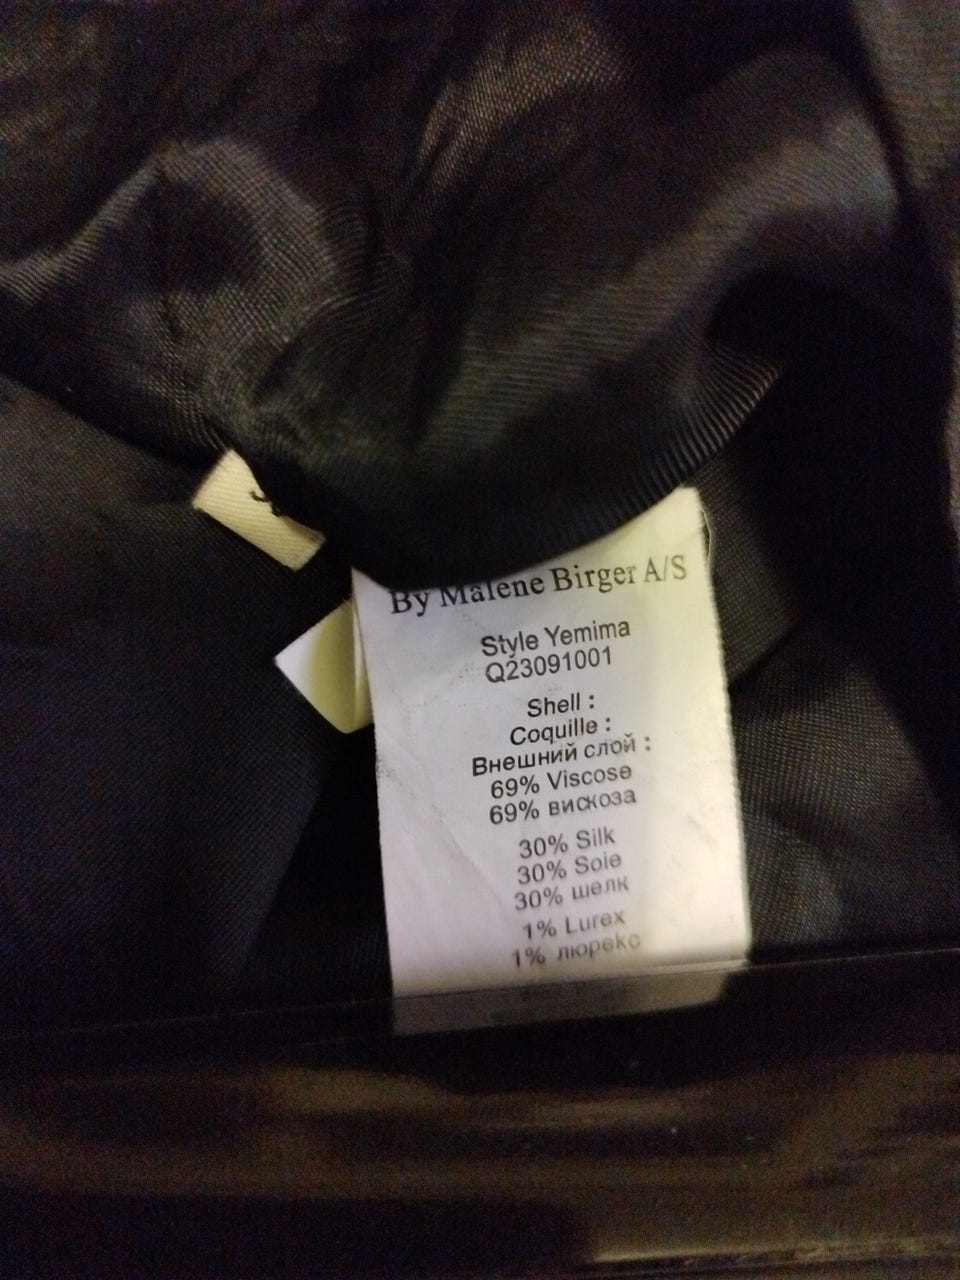 By Malene Birger A/S
Style Yemima
Q23091001
Shell :
Coquille :
Внешний слой :
69% Viscose
69% вискоза
30% Silk
30% Soie
30% шелк
1% Lurex
1% люрекс